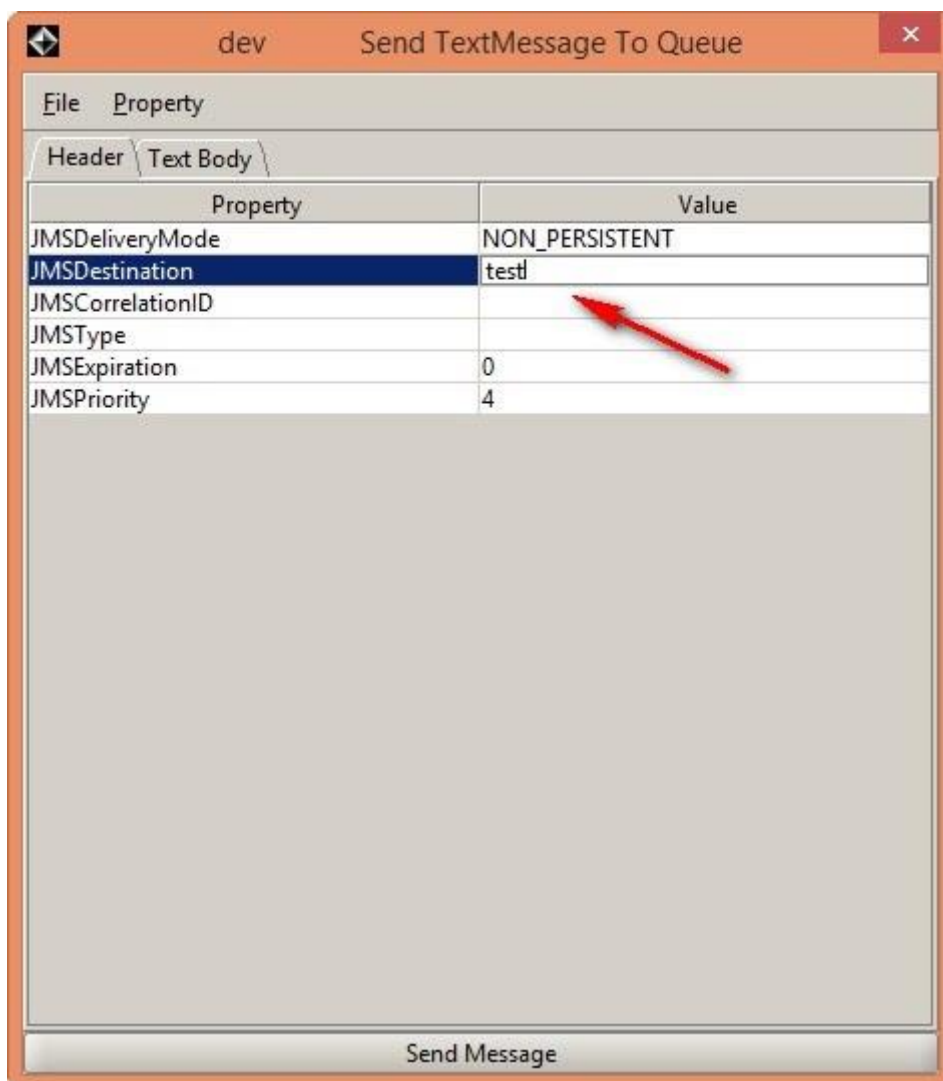 dev Send TextMessage To Queue
File Property
Header Text Body
Property Value
JMSDeliveryMode NON_PERSISTENT
JMSDestination test
JMSCorrelationID
JMSType
JMSExpiration 0
JMSPriority 4
Send Message